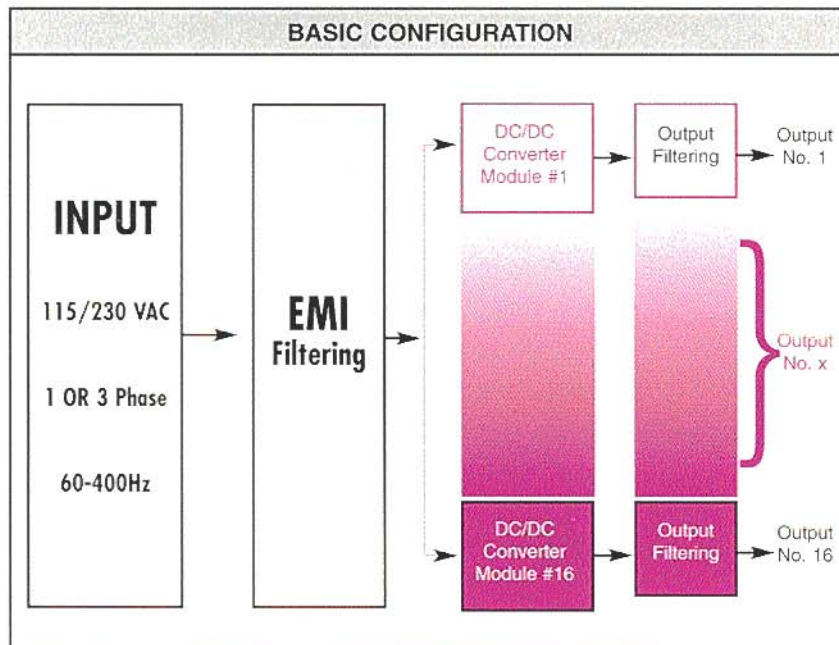 BASIC CONFIGURATION
INPUT
115/230 VAC
1 OR 3 Phase
60-400Hz
EMI
Filtering
DC/DC
Converter
Module #1
Output
Filtering
Output
No. 1
Output
No. x
DC/DC
Converter
Module #16
Output
Filtering
Output
No. 16